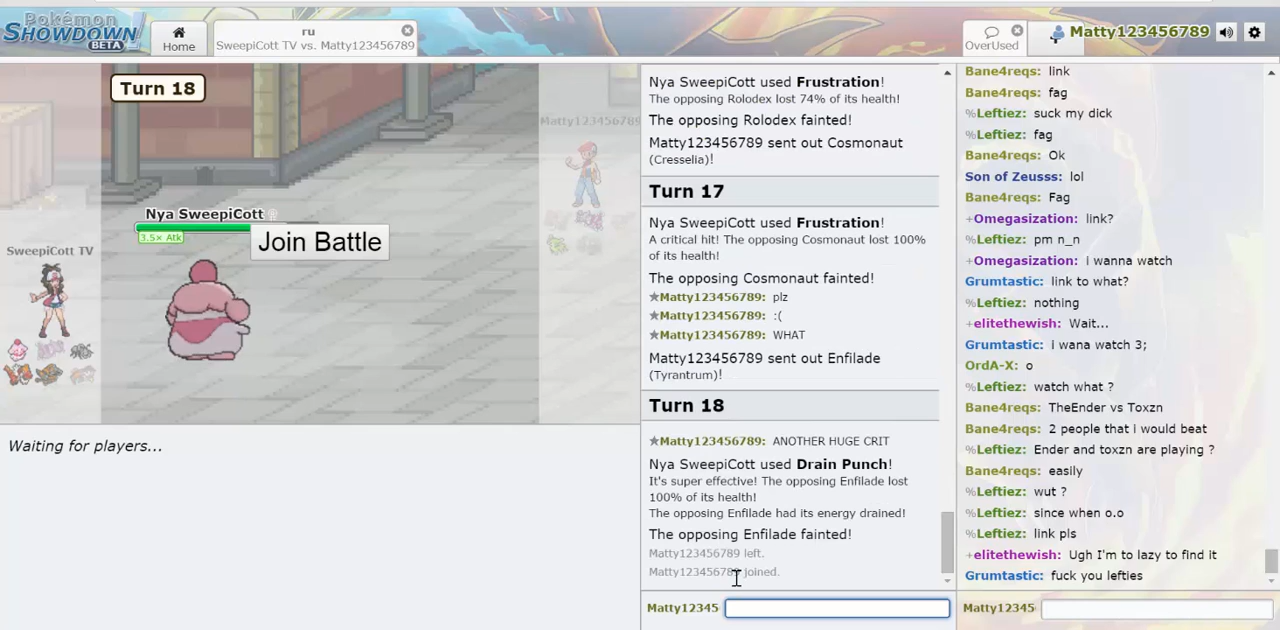 Pokémon
SHOWDOWN
BETA
Home
ru
SweepiCott TV vs. Matty123456789
OverUsed
Matty123456789
Turn 18
Nya SweepiCott
3.5× Atk
Join Battle
SweepiCott TV
Matty123456789
Waiting for players...
Nya SweepiCott used Frustration!
The opposing Rolodex lost 74% of its health!
The opposing Rolodex fainted!
Matty123456789 sent out Cosmonaut
(Cresselia)!
Turn 17
Nya SweepiCott used Frustration!
A critical hit! The opposing Cosmonaut lost 100%
of its health!
The opposing Cosmonaut fainted!
★Matty123456789: plz
★Matty123456789: :(
★Matty123456789: WHAT
Matty123456789 sent out Enfilade
(Tyrantrum)!
Turn 18
★Matty123456789: ANOTHER HUGE CRIT
Nya SweepiCott used Drain Punch!
It's super effective! The opposing Enfilade lost
100% of its health!
The opposing Enfilade had its energy drained!
The opposing Enfilade fainted!
Matty123456789 left.
Matty123456789 joined.
Matty12345
Bane4reqs: link
Bane4reqs: fag
%Leftiez: suck my dick
%Leftiez: fag
Bane4reqs: Ok
Son of Zeusss: lol
Bane4reqs: Fag
+Omegasization: link?
%Leftiez: pm n_n
+Omegasization: i wanna watch
Grumtastic: link to what?
%Leftiez: nothing
+elitethewish: Wait...
Grumtastic: i wana watch 3;
OrdA-X: o
%Leftiez: watch what ?
Bane4reqs: TheEnder vs Toxzn
Bane4reqs: 2 people that i would beat
%Leftiez: Ender and toxzn are playing ?
Bane4reqs: easily
%Leftiez: wut ?
%Leftiez: since when o.o
%Leftiez: link pls
+elitethewish: Ugh I'm to lazy to find it
Grumtastic: fuck you lefties
Matty12345